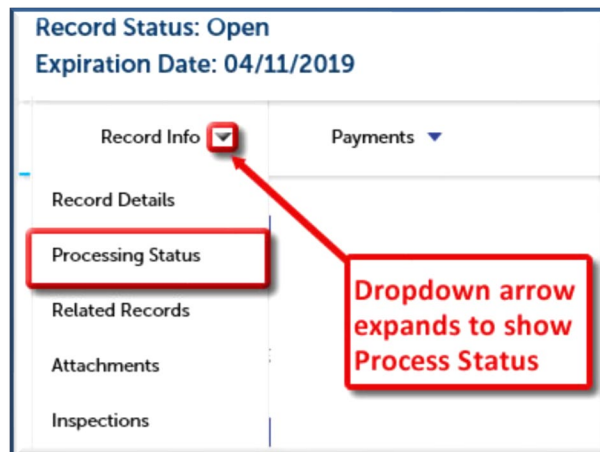 Record Status: Open
Expiration Date: 04/11/2019
Record Info
Payments
Record Details
Processing Status
Related Records
Attachments
Inspections
Dropdown arrow
expands to show
Process Status